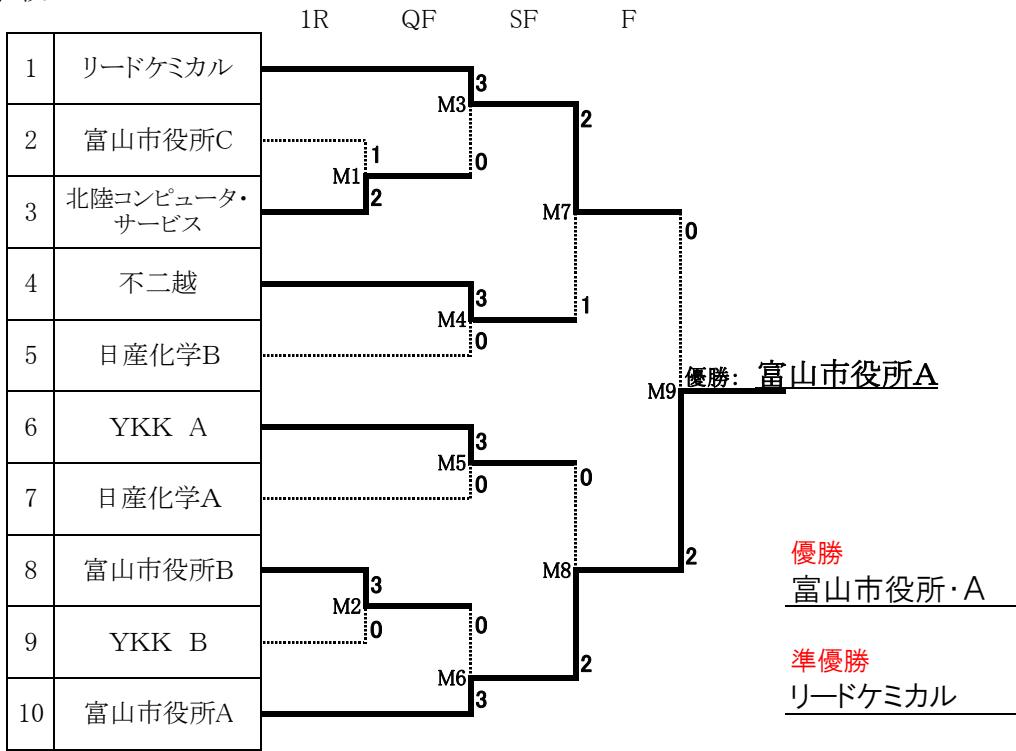 1R QF SF F
1 リードケミカル
3
M3
2
2 富山市役所C
1
0
M1
3 北陸コンピュータ・
サービス
2
M7
0
4 不二越
3
1
M4
0
5 日産化学B
優勝： 富山市役所A
M9
6 YKK A
3
M5
0
0
7 日産化学A
8 富山市役所B
3
M8
2
M2
0
0
優勝
富山市役所・A
9 YKK B
2
M6
3
準優勝
リードケミカル
10 富山市役所A